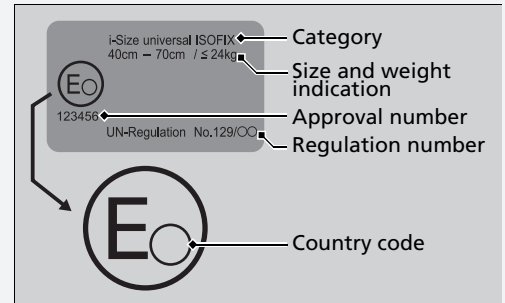 i-Size universal ISOFIX
40cm – 70cm / ≤ 24kg
E
123456
UN-Regulation No.129/○○
Category
Size and weight
indication
Approval number
Regulation number
E
Country code